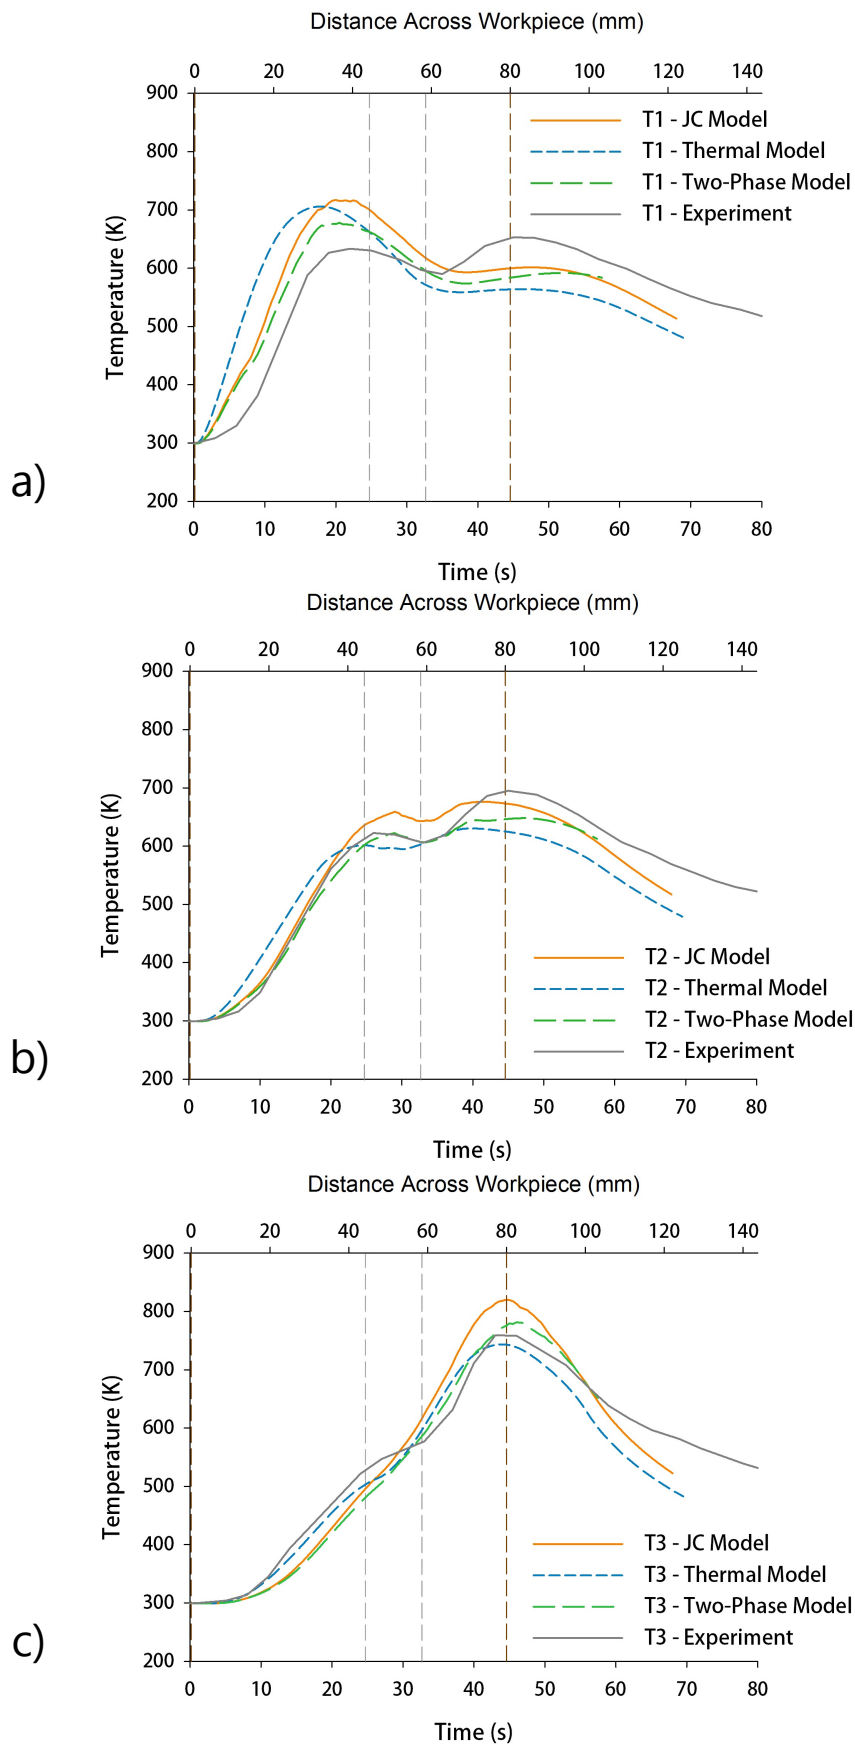 Distance Across Workpiece (mm)
0 20 40 60 80 100 120 140
900
800
700
600
500
400
300
200
Temperature (K)
T1 - JC Model
T1 - Thermal Model
T1 - Two-Phase Model
T1 - Experiment
a)
0 10 20 30 40 50 60 70 80
Time (s)
Distance Across Workpiece (mm)
0 20 40 60 80 100 120 140
900
800
700
600
500
400
300
200
Temperature (K)
T2 - JC Model
T2 - Thermal Model
T2 - Two-Phase Model
T2 - Experiment
b)
0 10 20 30 40 50 60 70 80
Time (s)
Distance Across Workpiece (mm)
0 20 40 60 80 100 120 140
900
800
700
600
500
400
300
200
Temperature (K)
T3 - JC Model
T3 - Thermal Model
T3 - Two-Phase Model
T3 - Experiment
c)
0 10 20 30 40 50 60 70 80
Time (s)